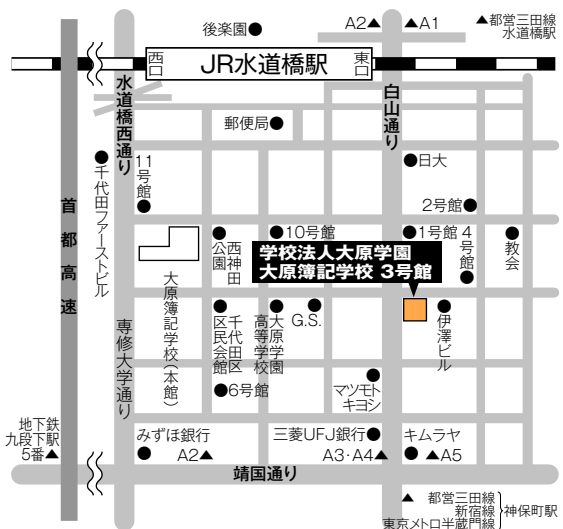 後楽園
A2
A1
都営三田線
水道橋駅
西口
JR水道橋駅
東口
水道橋西通り
白山通り
郵便局
日大
11号館
千代田ファーストビル
首都高速
2号館
西神田公園
10号館
1号館
4号館
教会
学校法人大原学園
大原簿記学校 3号館
大原簿記学校(本館)
専修大学通り
千代田区
区民会館
大原学園
高等学校
G.S.
伊澤ビル
6号館
マツモト
キヨシ
地下鉄
九段下駅
5番
みずほ銀行
A2
三菱UFJ銀行
A3・A4
キムラヤ
A5
靖国通り
都営三田線
新宿線
東京メトロ半蔵門線
神保町駅